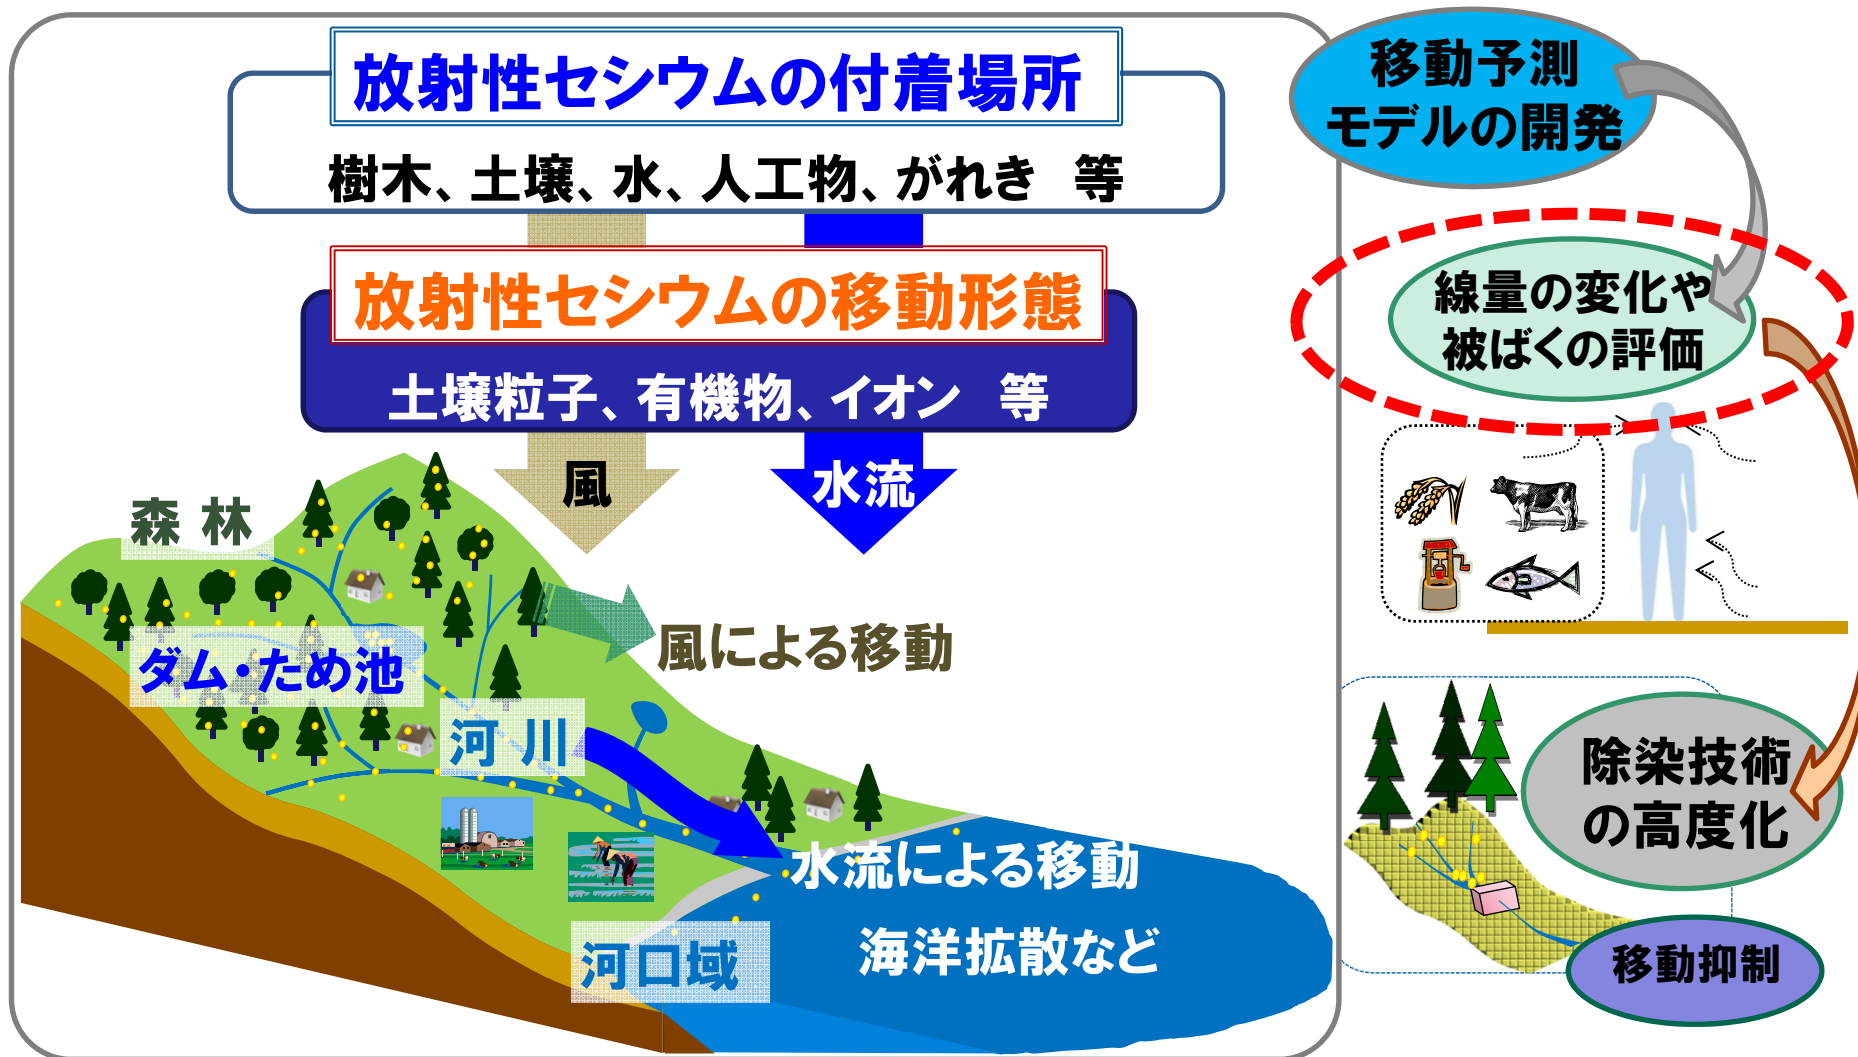 放射性セシウムの付着場所
樹木、土壌、水、人工物、がれき 等
放射性セシウムの移動形態
土壌粒子、有機物、イオン 等
風
水流
森 林
風による移動
ダム・ため池
河 川
水流による移動
海洋拡散など
河口域
移動予測
モデルの開発
線量の変化や
被ばくの評価
除染技術
の高度化
移動抑制